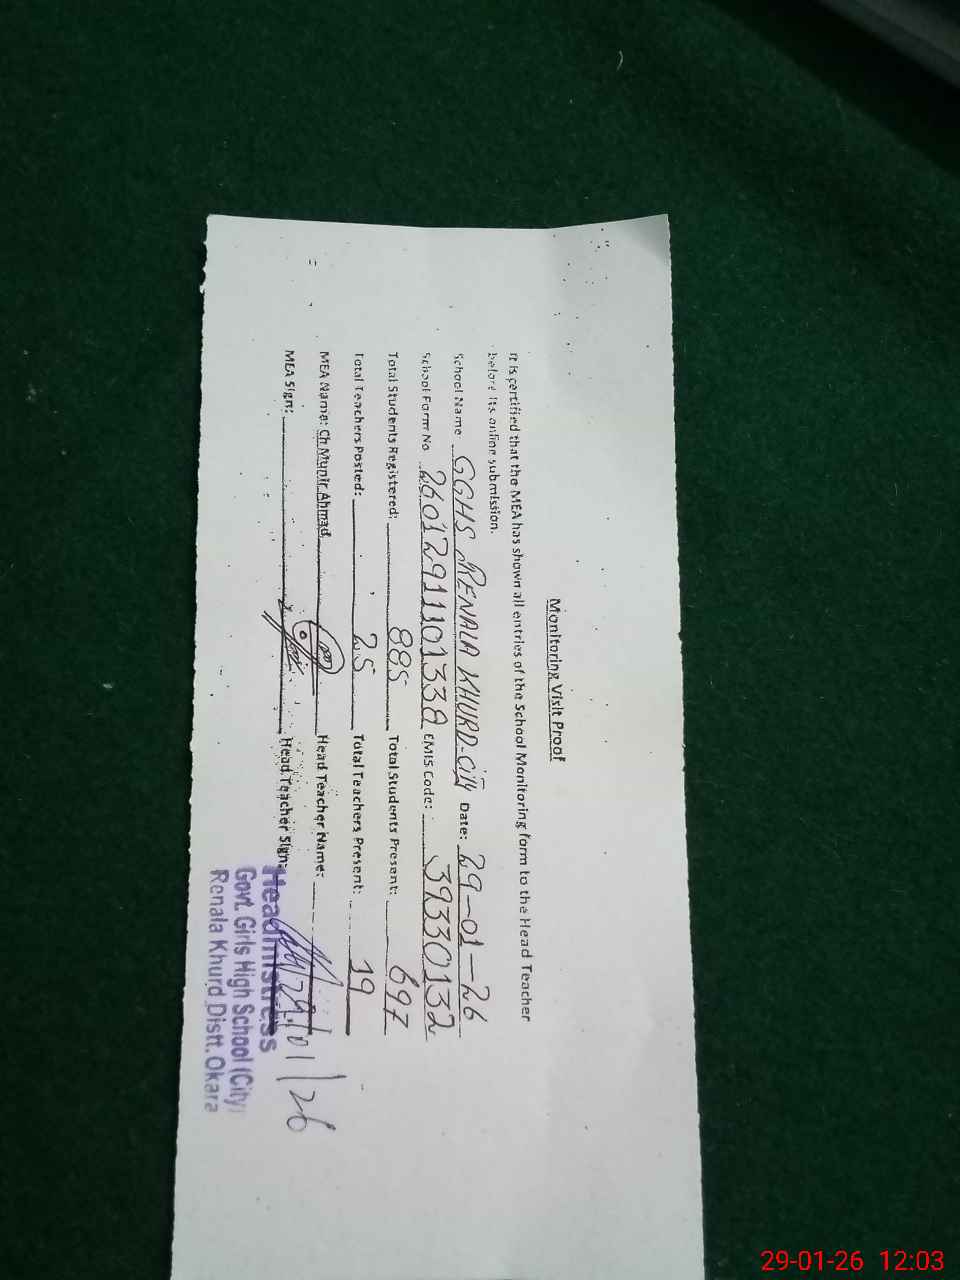 Monitoring Visit Proof
It is certified that the MEA has shown all entries of the School Monitoring form to the Head Teacher
before its online submission.
School Name GGHS RENALA KHURD-City Date: 29-01-26
School Form No 2601291110 1338 EMIS Code: 39330132
Total Students Registered: 885 Total Students Present: 697
Total Teachers Posted: 25 Total Teachers Present: 19
MEA Name: Ch Munir Ahmad Head Teacher Name:
MEA Sign: Head Teacher Sign:
29/01/26
Headmistress
Govt. Girls High School (City)
Renala Khurd Distt. Okara
29-01-26 12:03